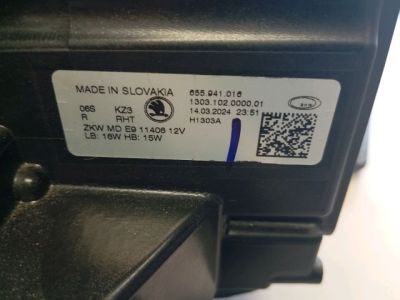 MADE IN SLOVAKIA
655.941.016
1303.102.0000.01
06S KZ3 14.03.2024 23:51
R RHT H1303A
ZKW MD E9 11406 12V
LB: 16W HB: 15W